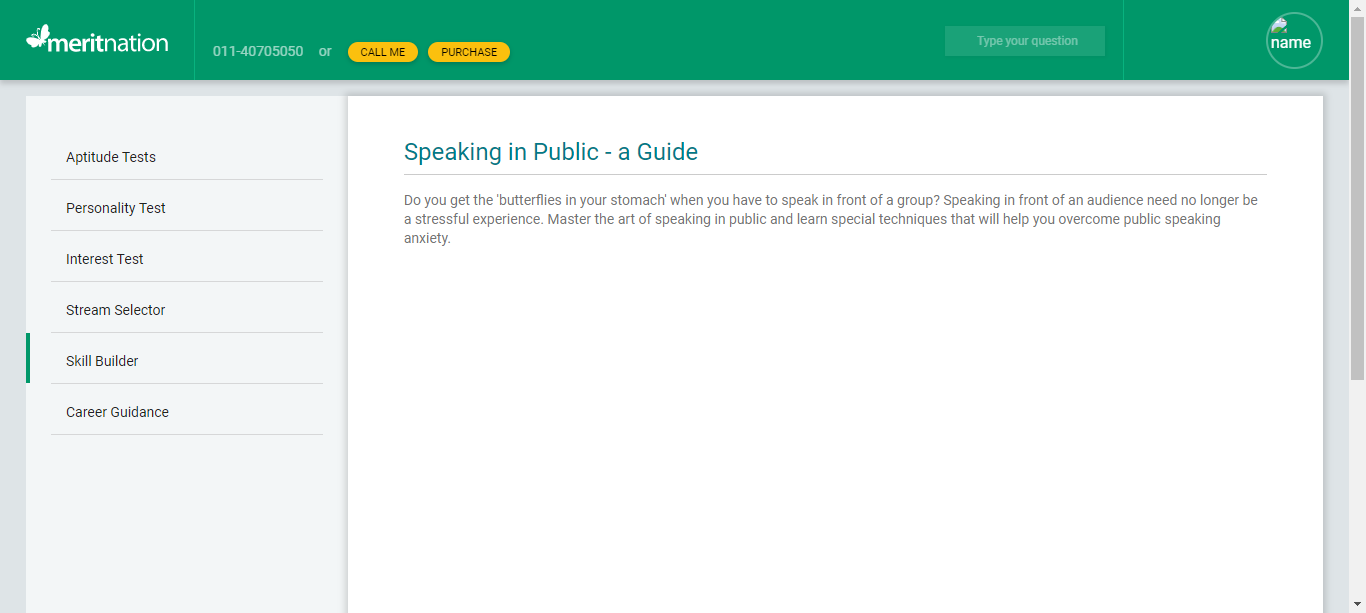 meritnation
011-40705050 or CALL ME PURCHASE
Type your question
name
Aptitude Tests
Personality Test
Interest Test
Stream Selector
Skill Builder
Career Guidance
Speaking in Public - a Guide
Do you get the 'butterflies in your stomach' when you have to speak in front of a group? Speaking in front of an audience need no longer be
a stressful experience. Master the art of speaking in public and learn special techniques that will help you overcome public speaking
anxiety.